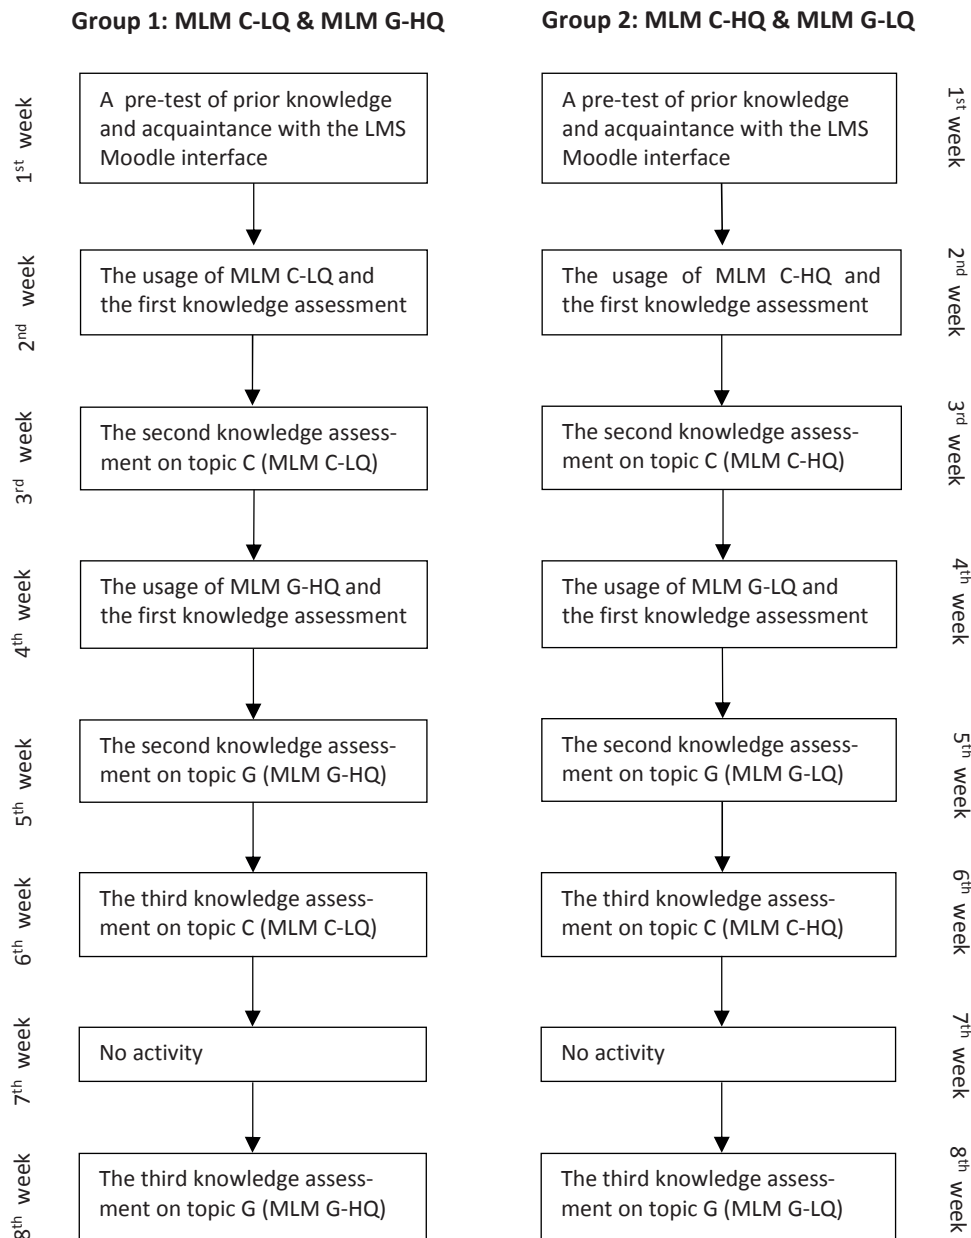 Group 1: MLM C-LQ & MLM G-HQ
Group 2: MLM C-HQ & MLM G-LQ
1st week
A pre-test of prior knowledge
and acquaintance with the LMS
Moodle interface
A pre-test of prior knowledge
and acquaintance with the LMS
Moodle interface
1st week
2nd week
The usage of MLM C-LQ and
the first knowledge assessment
The usage of MLM C-HQ and
the first knowledge assessment
2nd week
3rd week
The second knowledge assess-
ment on topic C (MLM C-LQ)
The second knowledge assess-
ment on topic C (MLM C-HQ)
3rd week
4th week
The usage of MLM G-HQ and
the first knowledge assessment
The usage of MLM G-LQ and
the first knowledge assessment
4th week
5th week
The second knowledge assess-
ment on topic G (MLM G-HQ)
The second knowledge assess-
ment on topic G (MLM G-LQ)
5th week
6th week
The third knowledge assess-
ment on topic C (MLM C-LQ)
The third knowledge assess-
ment on topic C (MLM C-HQ)
6th week
7th week
No activity
No activity
7th week
8th week
The third knowledge assess-
ment on topic G (MLM G-HQ)
The third knowledge assess-
ment on topic G (MLM G-LQ)
8th week